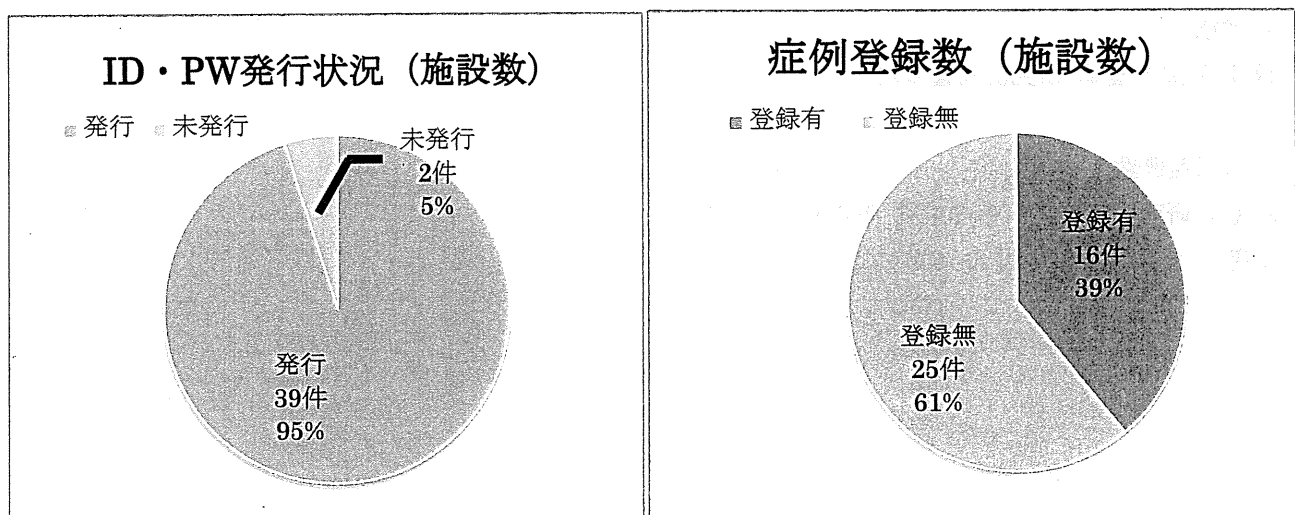 ID・PW発行状況（施設数）
発行 未発行
未発行
2件
5%
発行
39件
95%
症例登録数（施設数）
登録有 登録無
登録有
16件
39%
登録無
25件
61%